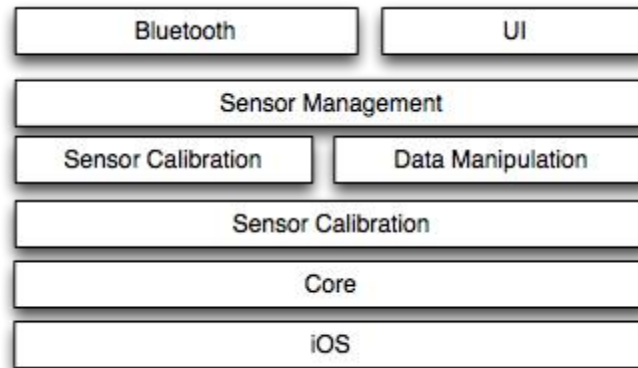 Bluetooth UI
Sensor Management
Sensor Calibration Data Manipulation
Sensor Calibration
Core
iOS